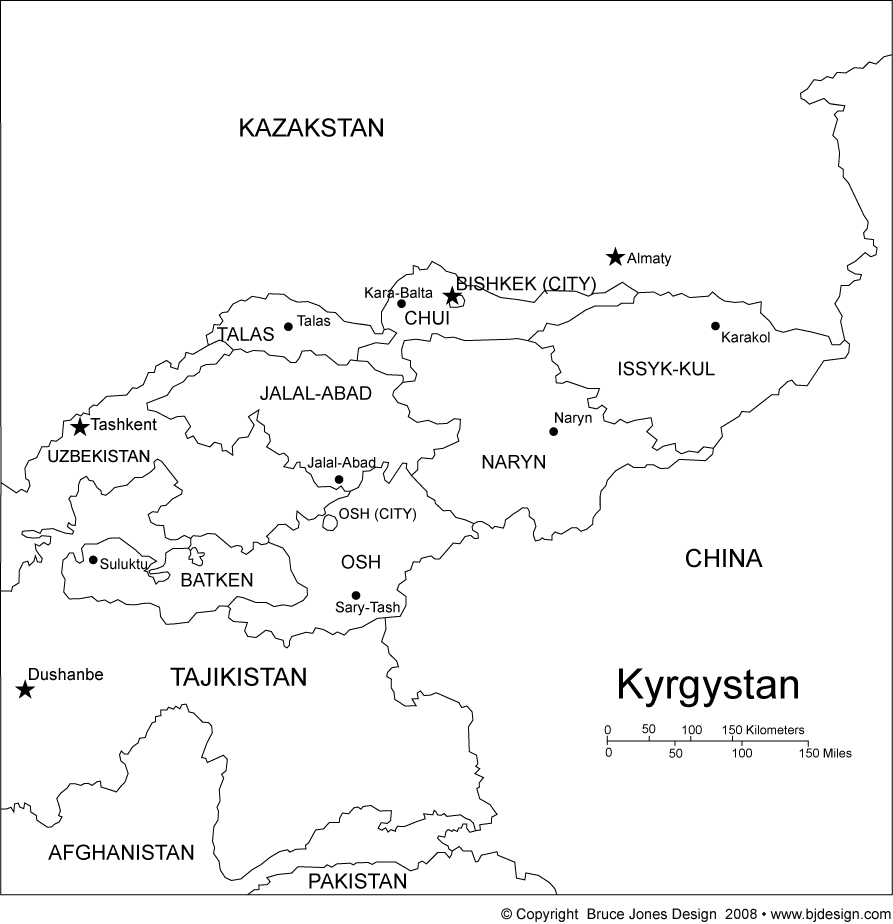 KAZAKSTAN
Almaty
BISHKEK (CITY)
Kara-Balta
CHUI
Talas
TALAS
Karakol
ISSYK-KUL
JALAL-ABAD
Naryn
Tashkent
UZBEKISTAN
Jalal-Abad
NARYN
OSH (CITY)
CHINA
Suluktu
OSH
BATKEN
Sary-Tash
Dushanbe
TAJIKISTAN
Kyrgystan
0 50 100 150 Kilometers
0 50 100 150 Miles
AFGHANISTAN
PAKISTAN
© Copyright Bruce Jones Design 2008 • www.bjdesign.com